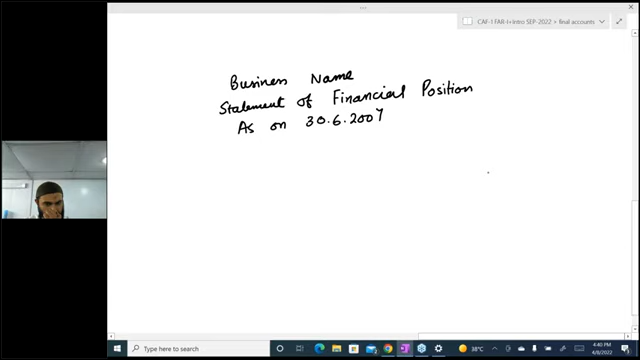 CAF-1 FAR-I+Intro SEP-2022 > final accounts
Business Name
Statement of Financial Position
As on 30.6.2007
Type here to search
38°C
4:40 PM
4/8/2022